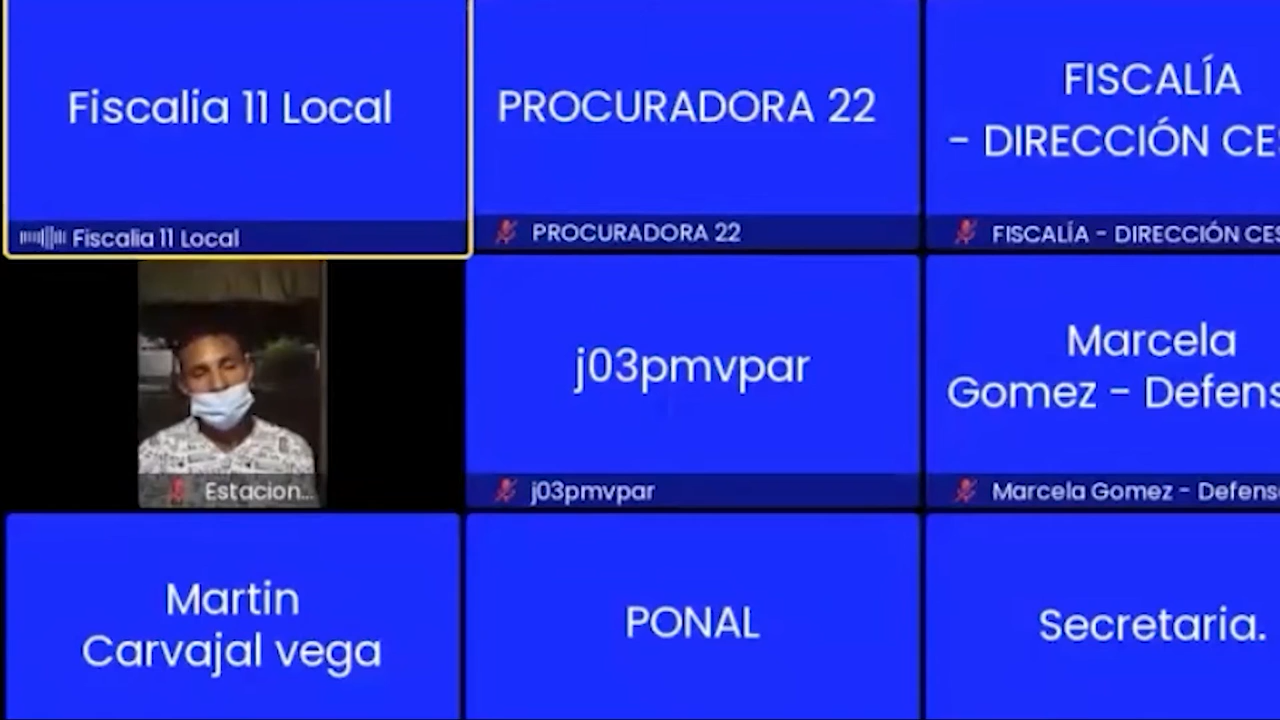 Fiscalia 11 Local
PROCURADORA 22
FISCALÍA
- DIRECCIÓN CES
Fiscalia 11 Local
PROCURADORA 22
FISCALÍA - DIRECCIÓN CES
j03pmvpar
Marcela
Gomez - Defens
Estacion...
j03pmvpar
Marcela Gomez - Defens
Martin
Carvajal vega
PONAL
Secretaria.